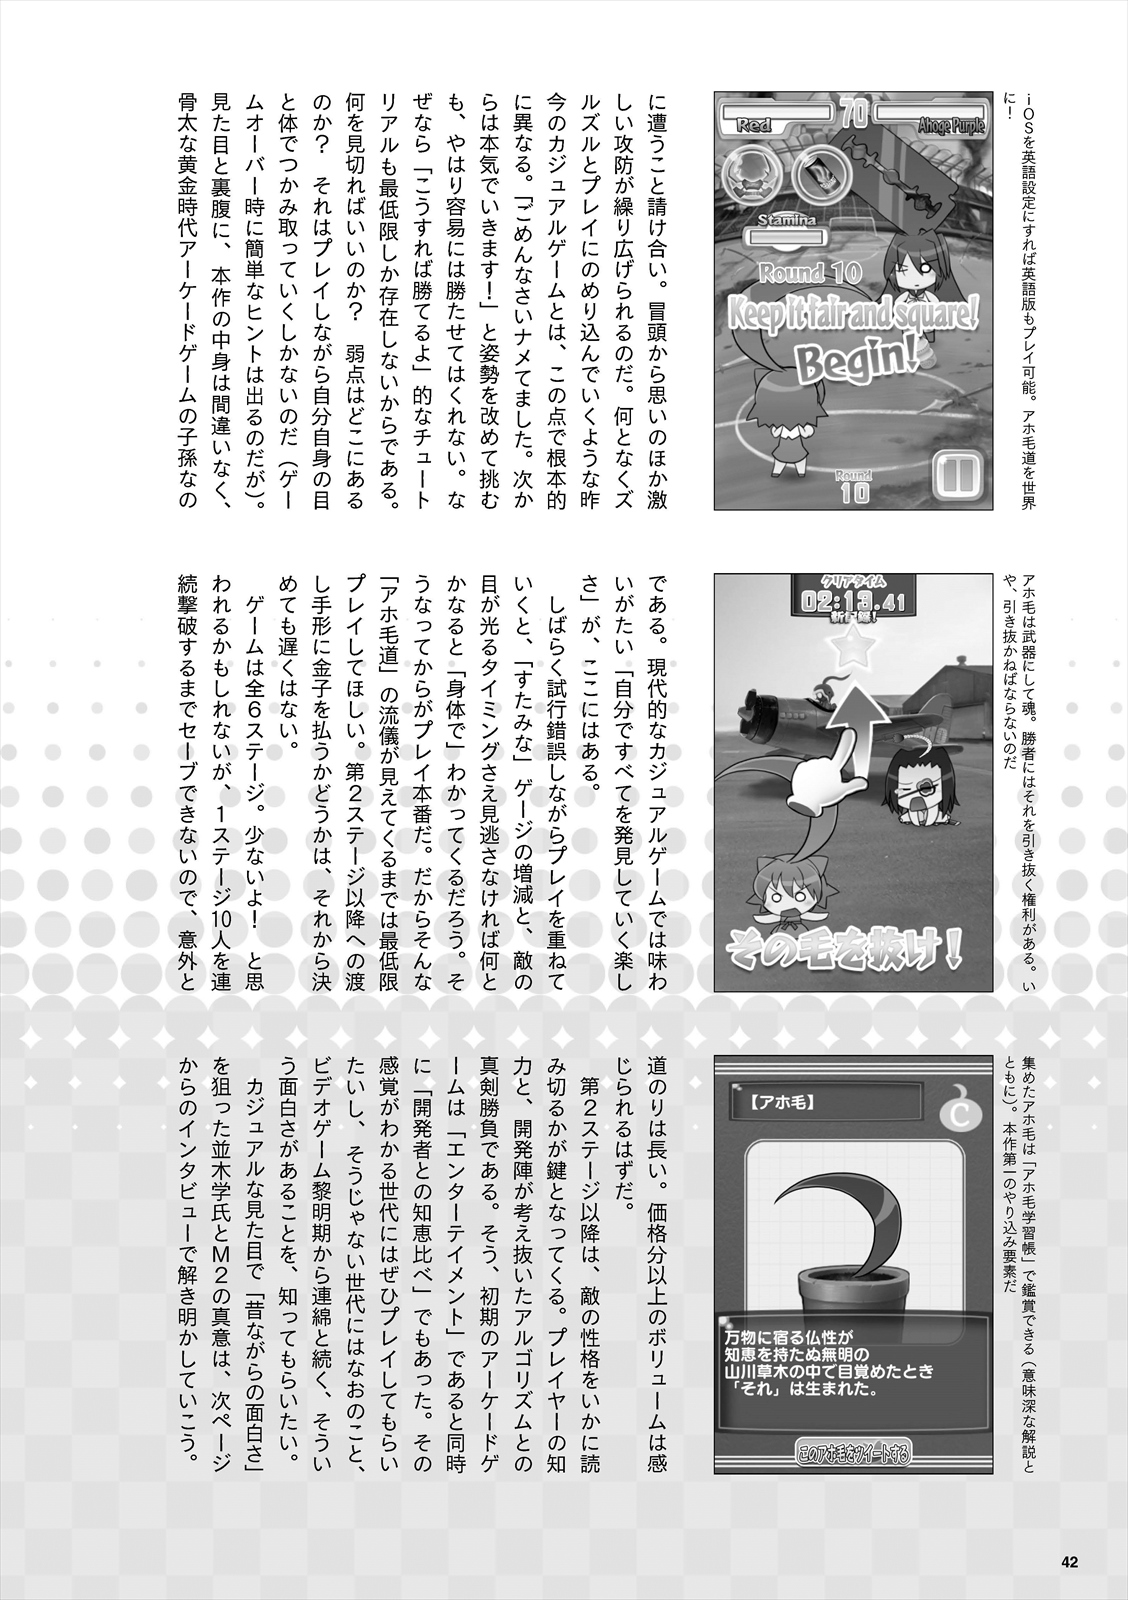 iOSを英語設定にすれば英語版もプレイ可能。アホ毛道を世界
に！
Red
70
Ahoge Purple
Stamina
Round 10
Keep it fair and square!
Begin!
Round
10
に遭うこと請け合い。冒頭から思いのほか激
しい攻防が繰り広げられるのだ。何となくズ
ルズルとプレイにのめり込んでいくような昨
今のカジュアルゲームとは、この点で根本的
に異なる。「ごめんなさいナメてました。次か
らは本気でいきます！」と姿勢を改めて挑む
も、やはり容易には勝たせてはくれない。な
ぜなら「こうすれば勝てるよ」的なチュート
リアルも最低限しか存在しないからである。
何を見切ればいいのか？　弱点はどこにある
のか？　それはプレイしながら自分自身の目
と体でつかみ取っていくしかないのだ（ゲー
ムオーバー時に簡単なヒントは出るのだが）。
見た目と裏腹に、本作の中身は間違いなく、
骨太な黄金時代アーケードゲームの子孫なの
アホ毛は武器にして魂。勝者にはそれを引き抜く権利がある。い
や、引き抜かねばならないのだ
クリアタイム
02:13.41
新記録！
その毛を抜け！
である。現代的なカジュアルゲームでは味わ
いがたい「自分ですべてを発見していく楽し
さ」が、ここにはある。
　しばらく試行錯誤しながらプレイを重ねて
いくと、「すたみな」ゲージの増減と、敵の
目が光るタイミングさえ見逃さなければ何と
かなると「身体で」わかってくるだろう。そ
うなってからがプレイ本番だ。だからそんな
「アホ毛道」の流儀が見えてくるまでは最低限
プレイしてほしい。第２ステージ以降への渡
し手形に金子を払うかどうかは、それから決
めても遅くはない。
　ゲームは全６ステージ。少ないよ！　と思
われるかもしれないが、１ステージ10人を連
続撃破するまでセーブできないので、意外と
集めたアホ毛は「アホ毛学習帳」で鑑賞できる（意味深な解説と
ともに）。本作第一のやり込み要素だ
【アホ毛】
C
万物に宿る仏性が
知恵を持たぬ無明の
山川草木の中で目覚めたとき
「それ」は生まれた。
このアホ毛をツイートする
道のりは長い。価格分以上のボリュームは感
じられるはずだ。
　第２ステージ以降は、敵の性格をいかに読
み切るかが鍵となってくる。プレイヤーの知
力と、開発陣が考え抜いたアルゴリズムとの
真剣勝負である。そう、初期のアーケードゲ
ームは「エンターテイメント」であると同時
に「開発者との知恵比べ」でもあった。その
感覚がわかる世代にはぜひプレイしてもらい
たいし、そうじゃない世代にはなおのこと、
ビデオゲーム黎明期から連綿と続く、そうい
う面白さがあることを、知ってもらいたい。
　カジュアルな見た目で「昔ながらの面白さ」
を狙った並木学氏とM２の真意は、次ページ
からのインタビューで解き明かしていこう。
42